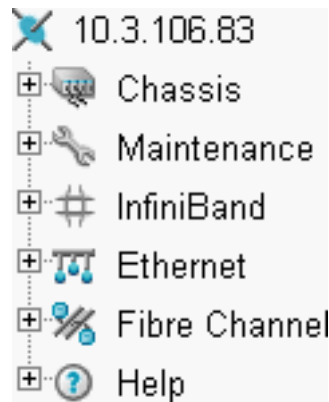 10.3.106.83
Chassis
Maintenance
InfiniBand
Ethernet
Fibre Channel
Help